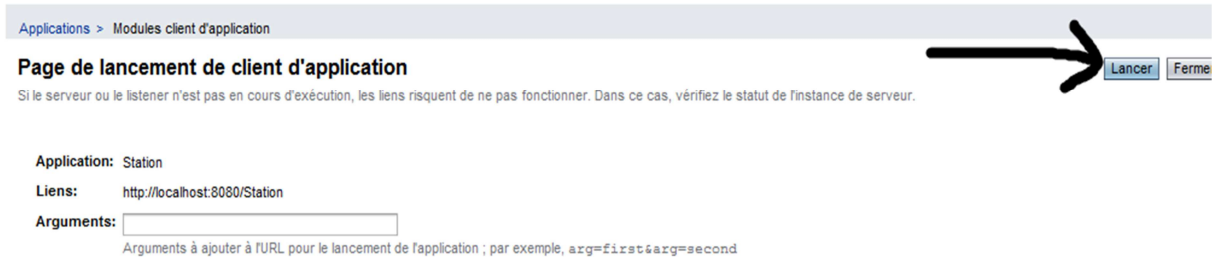 Applications > Modules client d'application
Page de lancement de client d'application
Lancer Ferme
Si le serveur ou le listener n'est pas en cours d'exécution, les liens risquent de ne pas fonctionner. Dans ce cas, vérifiez le statut de l'instance de serveur.
Application: Station
Liens: http://localhost:8080/Station
Arguments:
Arguments à ajouter à l'URL pour le lancement de l'application ; par exemple, arg=first&arg=second